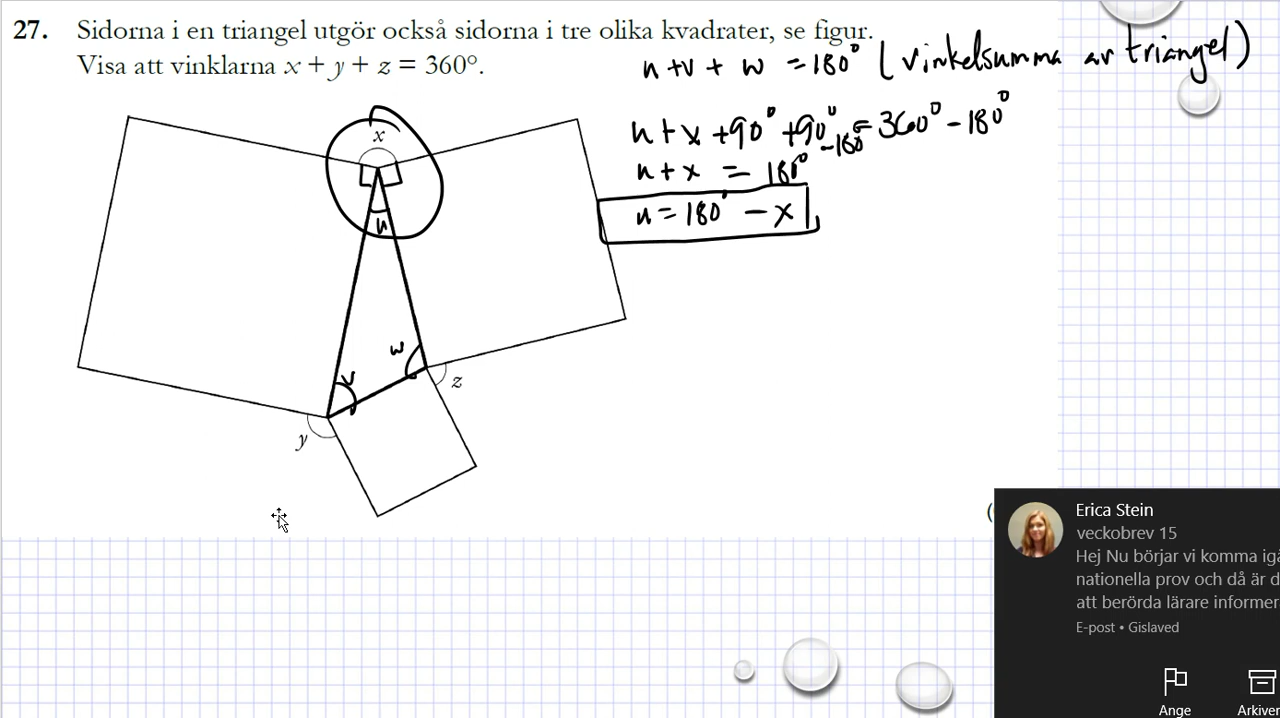 27. Sidorna i en triangel utgör också sidorna i tre olika kvadrater, se figur.
Visa att vinklarna x + y + z = 360°.
u + v + w = 180° (vinkelsumma av triangel)
u + x + 90° + 90° = 360° - 180°
-180
u + x = 180°
u = 180° - x
x
u
w
v
z
y
(
Erica Stein
veckobrev 15
Hej Nu börjar vi komma igå
nationella prov och då är d
att berörda lärare informer
E-post • Gislaved
Ange
Arkiver